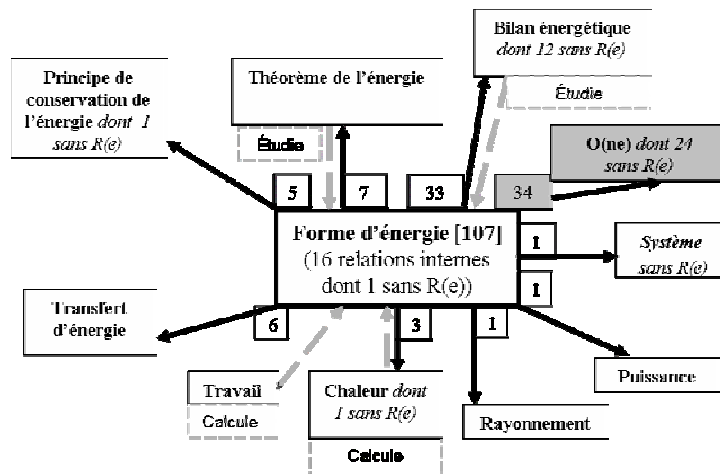 Bilan énergétique
dont 12 sans R(e)
Étudie
Théorème de l'énergie
Étudie
Principe de
conservation de
l'énergie dont 1
sans R(e)
O(ne) dont 24
sans R(e)
5
7
33
34
Forme d'énergie [107]
(16 relations internes
dont 1 sans R(e))
1
1
Système
sans R(e)
Transfert
d'énergie
6
3
1
Puissance
Travail
Calcule
Chaleur dont
1 sans R(e)
Calcule
Rayonnement